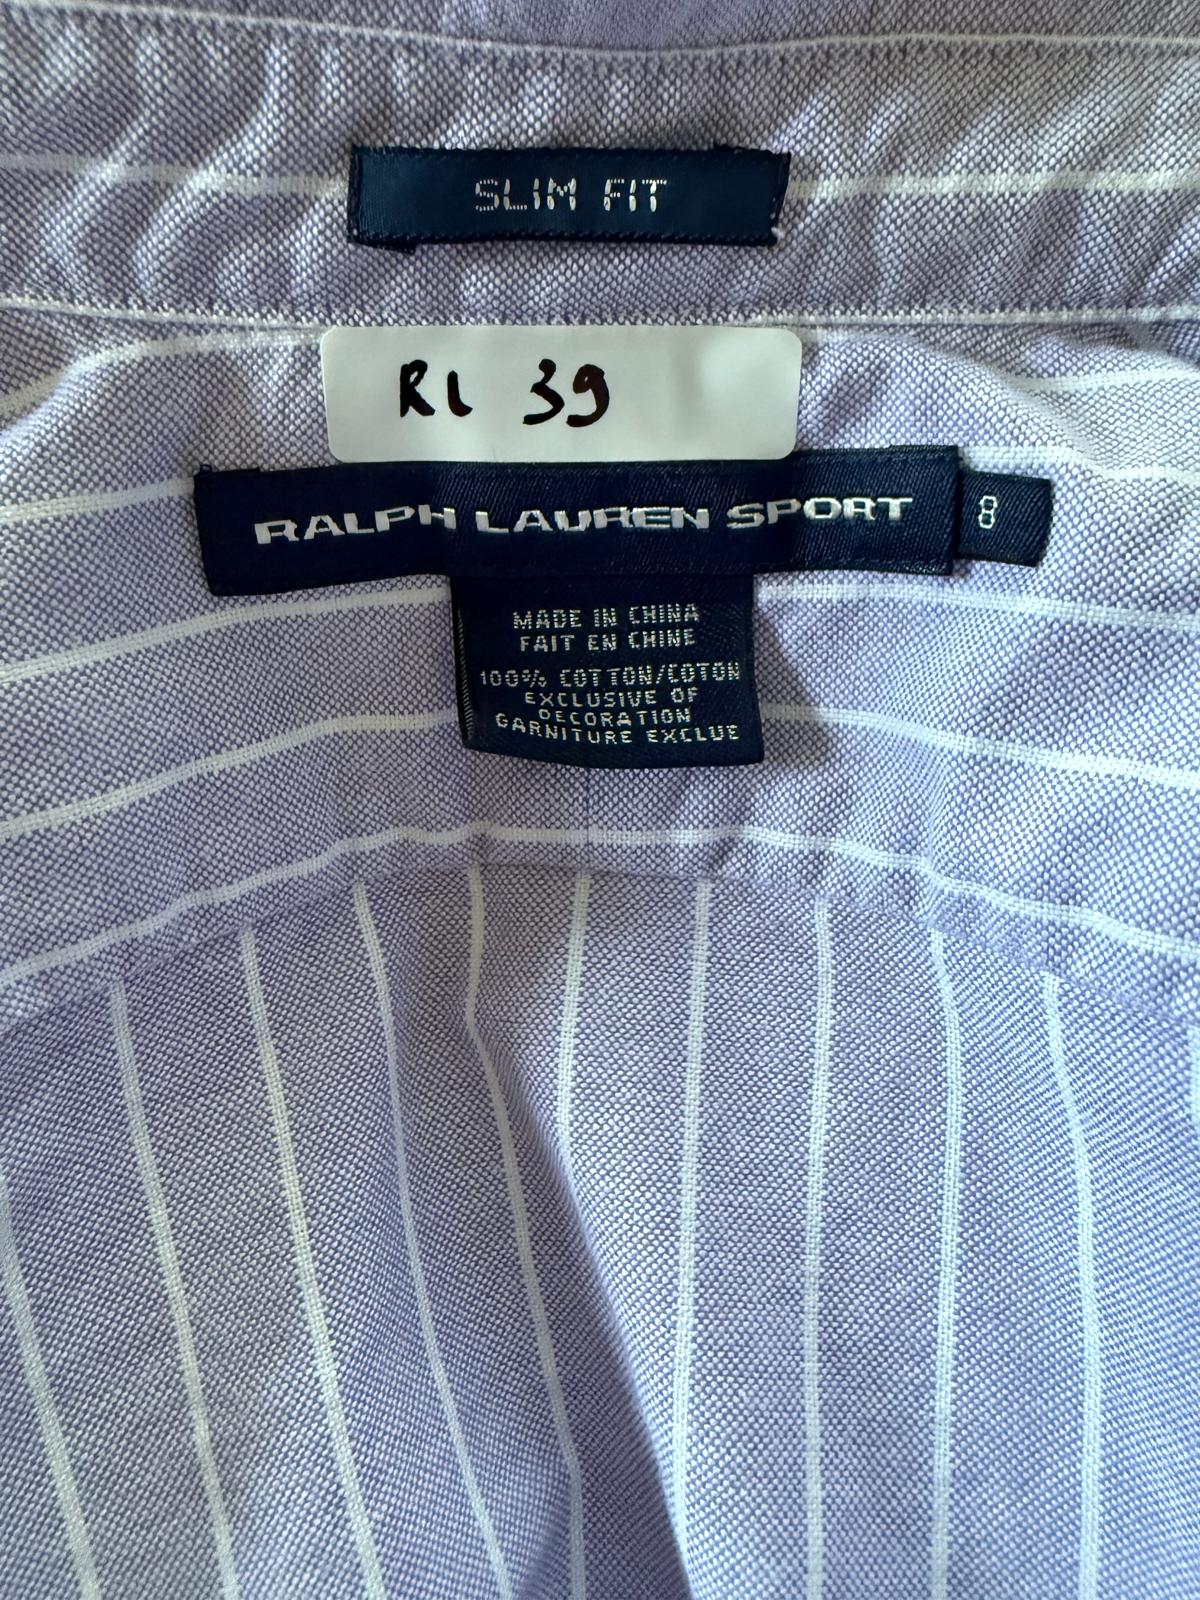 SLIM FIT
RL 39
RALPH LAUREN SPORT 8
MADE IN CHINA
FAIT EN CHINE
100% COTTON/COTON
EXCLUSIVE OF
DECORATION
GARNITURE EXCLUE